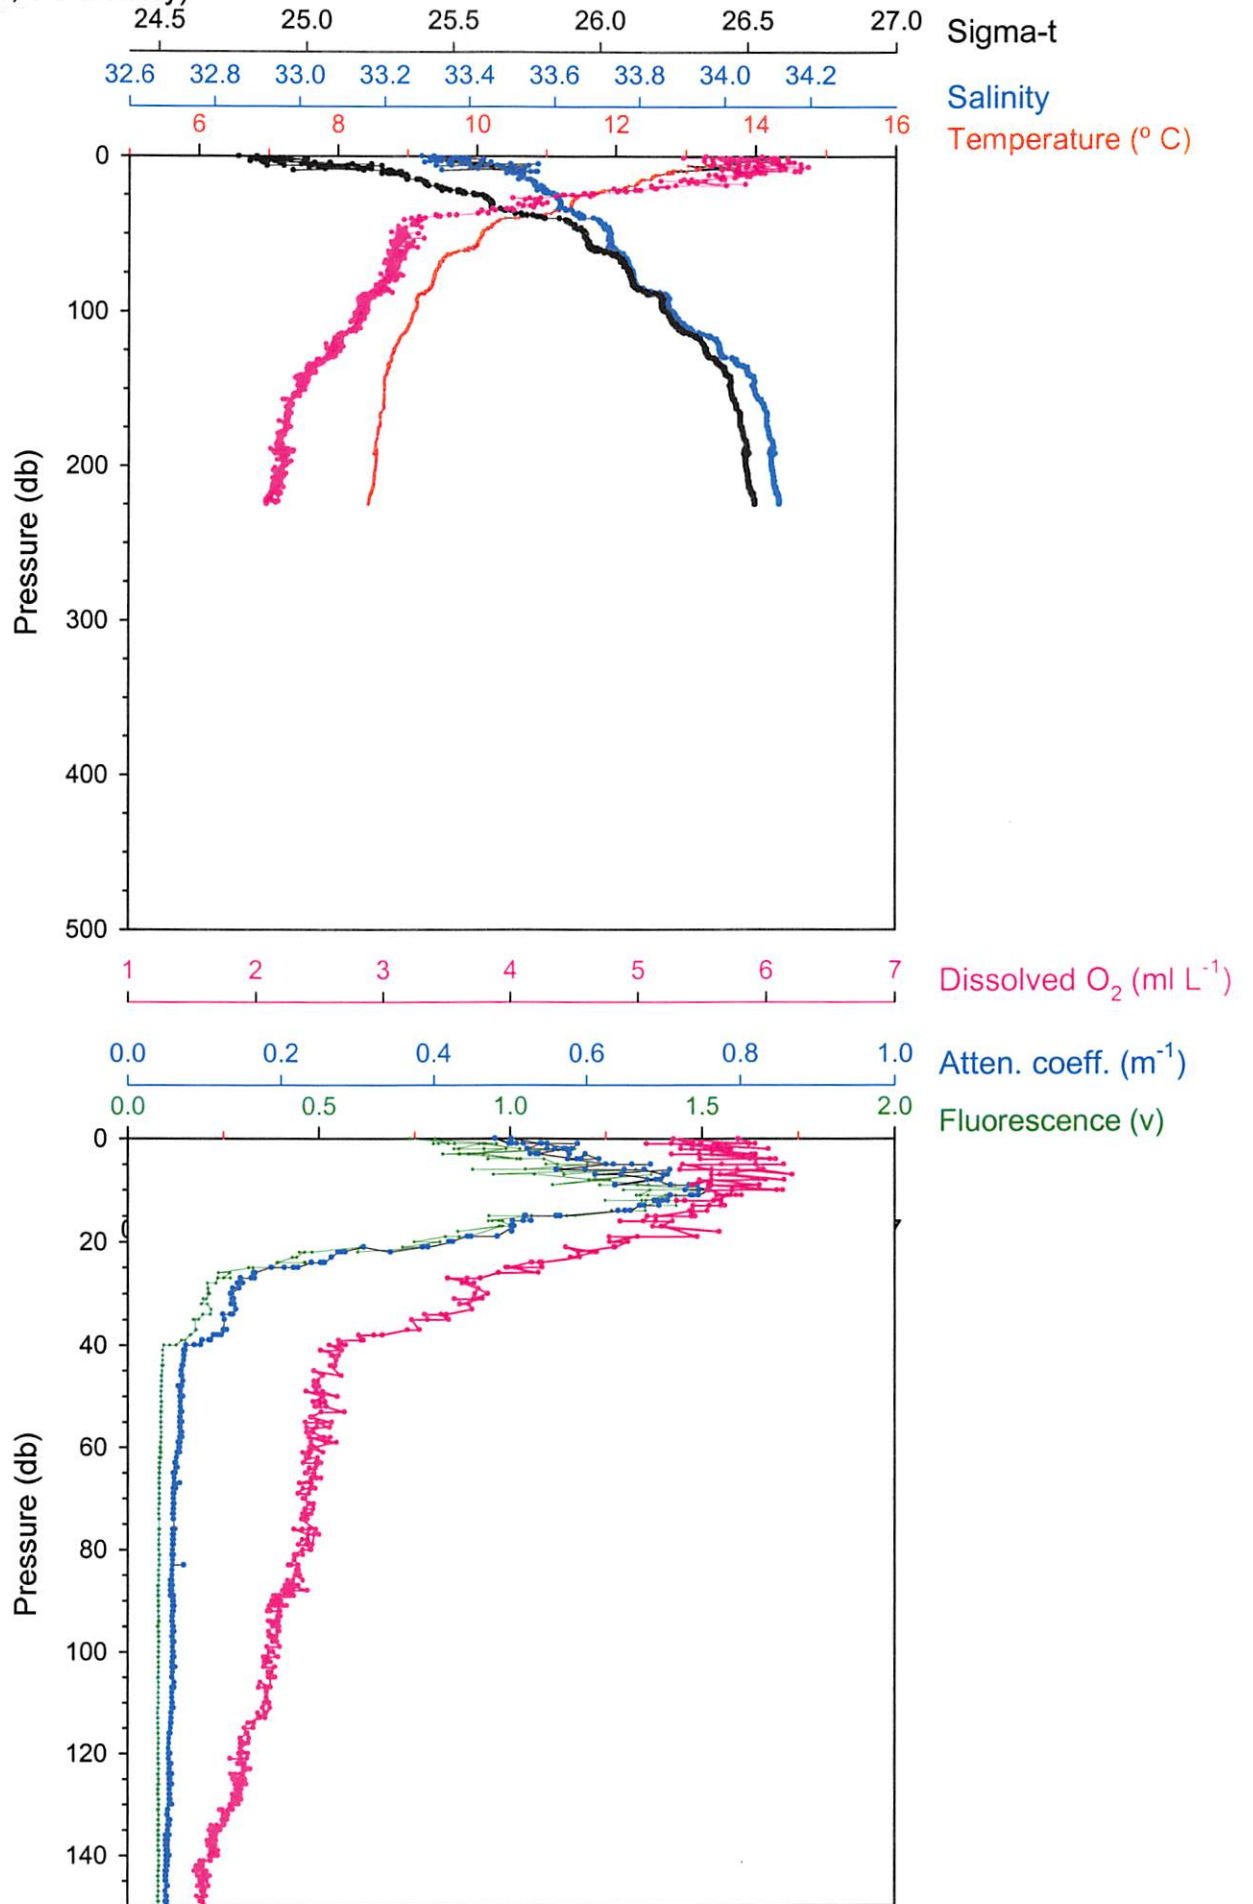 24.5 25.0 25.5 26.0 26.5 27.0
Sigma-t
32.6 32.8 33.0 33.2 33.4 33.6 33.8 34.0 34.2
Salinity
6 8 10 12 14 16
Temperature (º C)
0
100
200
300
400
500
Pressure (db)
1 2 3 4 5 6 7
Dissolved O₂ (ml L⁻¹)
0.0 0.2 0.4 0.6 0.8 1.0
Atten. coeff. (m⁻¹)
0.0 0.5 1.0 1.5 2.0
Fluorescence (v)
0
20
40
60
80
100
120
140
Pressure (db)